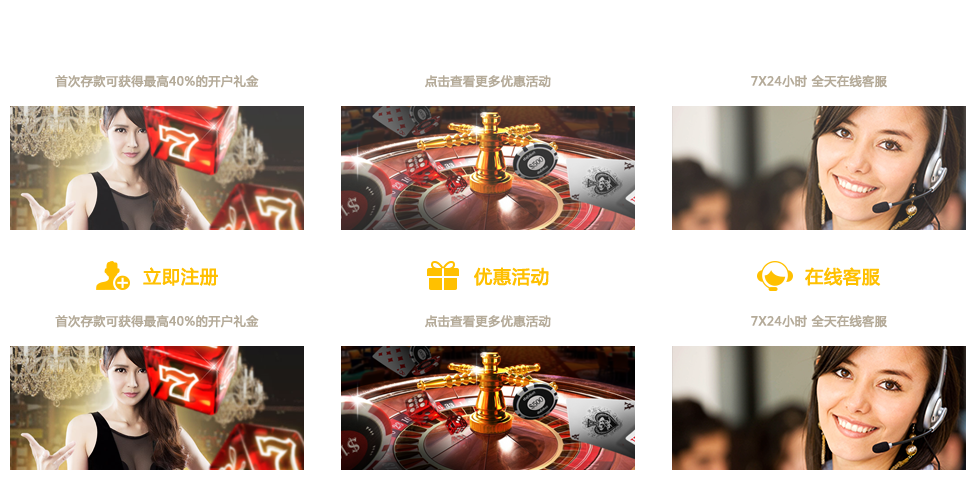 首次存款可获得最高40%的开户礼金
点击查看更多优惠活动
7X24小时 全天在线客服
立即注册
优惠活动
在线客服
首次存款可获得最高40%的开户礼金
点击查看更多优惠活动
7X24小时 全天在线客服